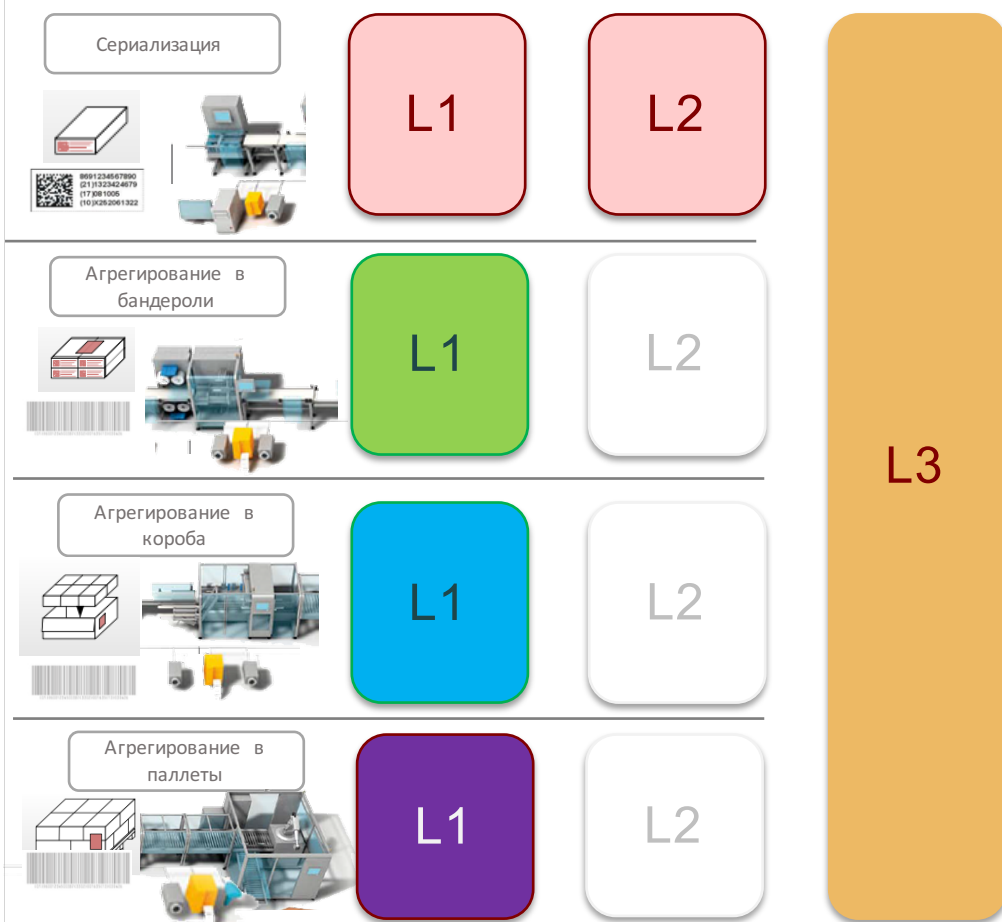 Сериализация
L1
L2
8691234567890
(21)1323424679
(17)081005
(10)X252061322
Агрегирование в
бандероли
L1
L2
L3
Агрегирование в
короба
L1
L2
Агрегирование в
паллеты
L1
L2